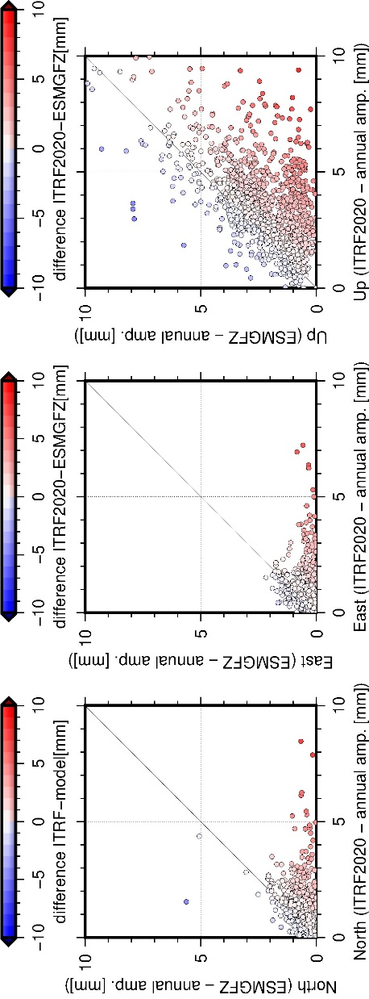 −10 −5 0 5 10
difference ITRF−model[mm]
North (ESMGFZ − annual amp. [mm])
10
5
0
0 5 10
North (ITRF2020 − annual amp. [mm])
−10 −5 0 5 10
difference ITRF2020−ESMGFZ[mm]
East (ESMGFZ − annual amp. [mm])
10
5
0
0 5 10
East (ITRF2020 − annual amp. [mm])
−10 −5 0 5 10
difference ITRF2020−ESMGFZ[mm]
Up (ESMGFZ − annual amp. [mm])
10
5
0
0 5 10
Up (ITRF2020 − annual amp. [mm])